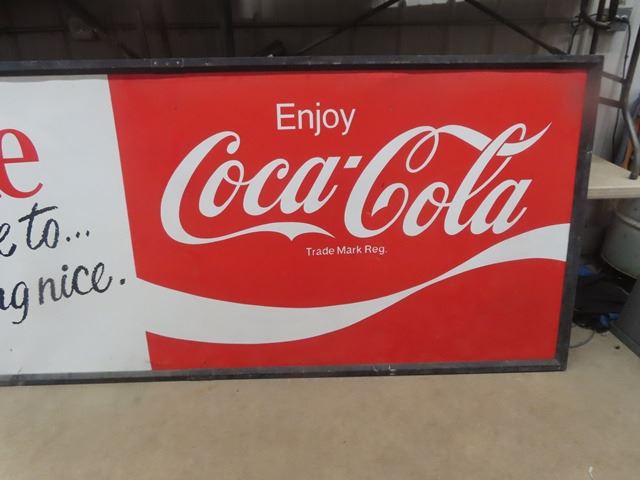 Enjoy
Coca-Cola
Trade Mark Reg.
to...
nice.